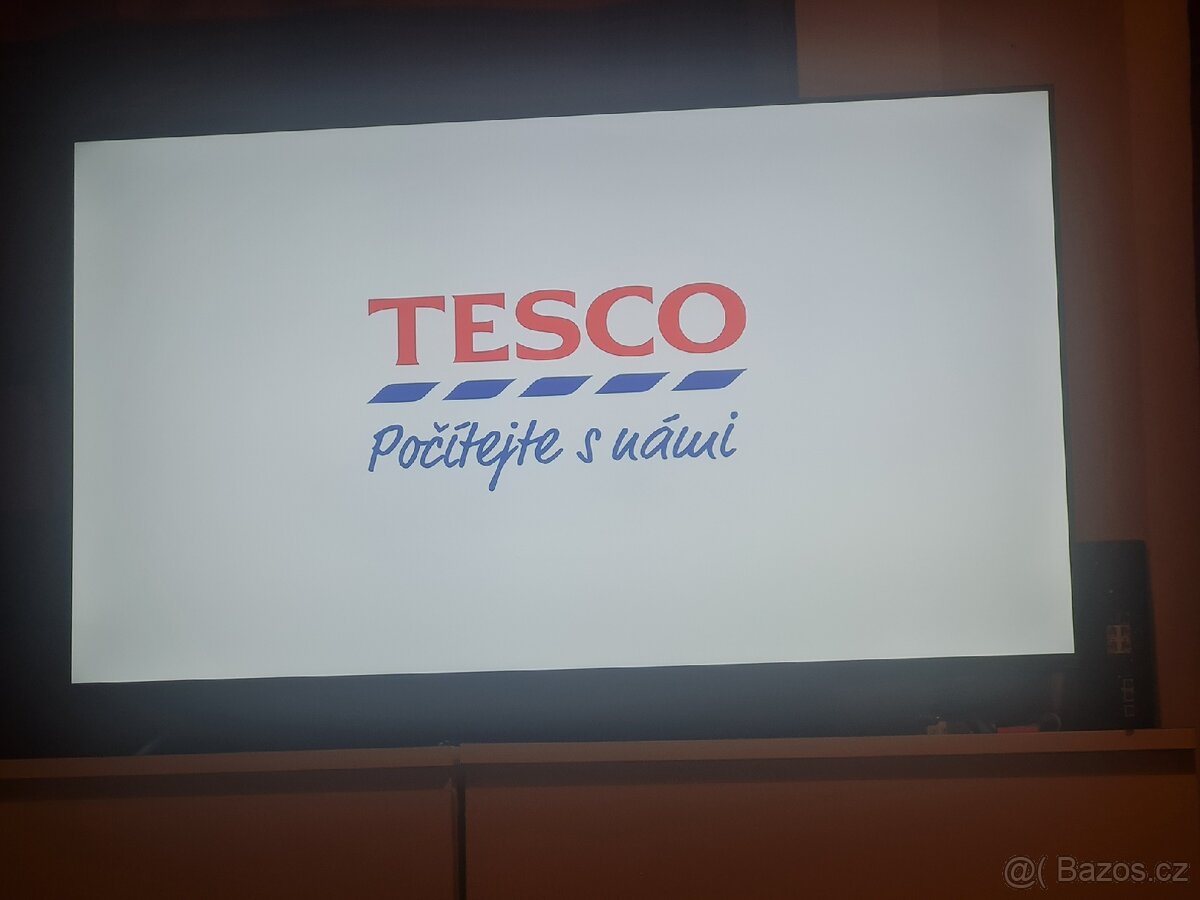 TESCO
Počítejte s námi
@( Bazos.cz